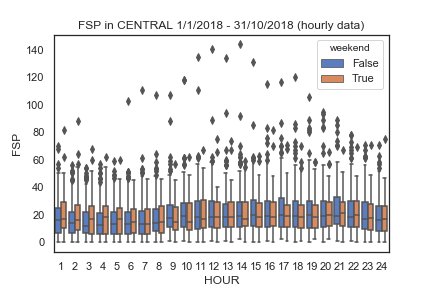 FSP in CENTRAL 1/1/2018 - 31/10/2018 (hourly data)
weekend
False
True
140
120
100
80
60
40
20
0
FSP
1 2 3 4 5 6 7 8 9 10 11 12 13 14 15 16 17 18 19 20 21 22 23 24
HOUR